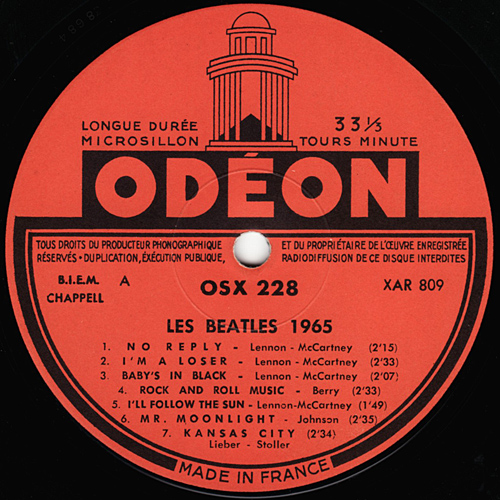 LONGUE DURÉE
MICROSILLON
33 1/3
TOURS MINUTE
ODÉON
TOUS DROITS DU PRODUCTEUR PHONOGRAPHIQUE
RÉSERVÉS • DUPLICATION, ÉXÉCUTION PUBLIQUE,
ET DU PROPRIÉTAIRE DE L'ŒUVRE ENREGISTRÉE
RADIODIFFUSION DE CE DISQUE INTERDITES
B.I.E.M. A
CHAPPELL
OSX 228
XAR 809
LES BEATLES 1965
1. NO REPLY – Lennon - McCartney (2'15)
2. I'M A LOSER – Lennon - McCartney (2'33)
3. BABY'S IN BLACK – Lennon - McCartney (2'07)
4. ROCK AND ROLL MUSIC – Berry (2'33)
5. I'LL FOLLOW THE SUN – Lennon-McCartney (1'49)
6. MR. MOONLIGHT – Johnson (2'35)
7. KANSAS CITY (2'34)
Lieber - Stoller
MADE IN FRANCE